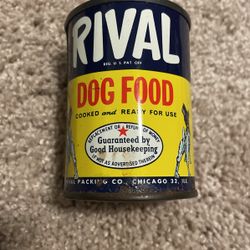 RIVAL
REG U S PAT OFF
DOG FOOD
COOKED and READY FOR USE
REPLACEMENT OR REFUND OF MONEY
Guaranteed by
Good Housekeeping
IF NOT AS ADVERTISED THEREIN
PACKING CO., CHICAGO 32, ILL